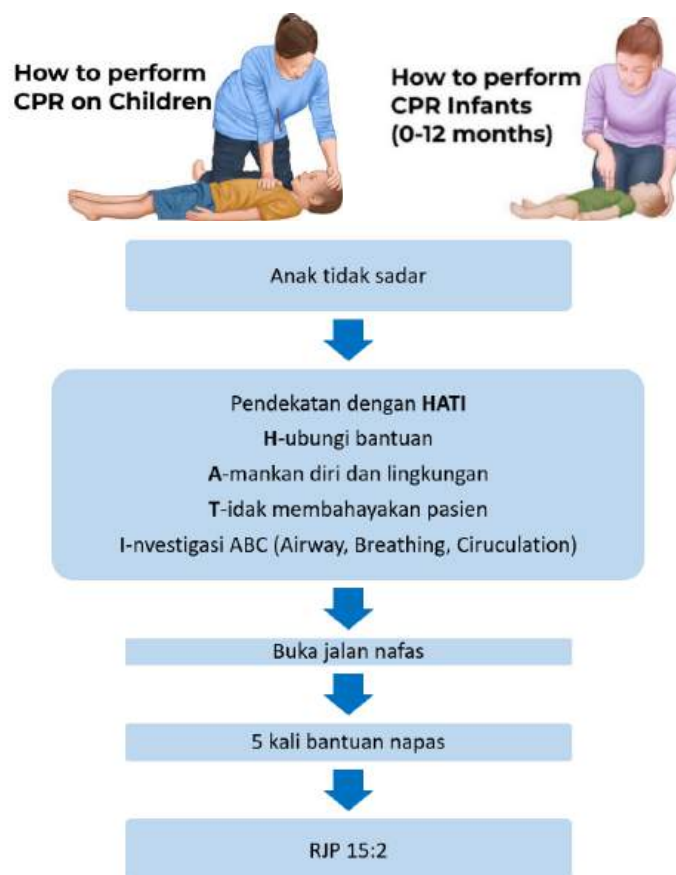 How to perform
CPR on Children
How to perform
CPR Infants
(0-12 months)
Anak tidak sadar
Pendekatan dengan HATI
H-ubungi bantuan
A-mankan diri dan lingkungan
T-idak membahayakan pasien
I-nvestigasi ABC (Airway, Breathing, Ciruculation)
Buka jalan nafas
5 kali bantuan napas
RJP 15:2